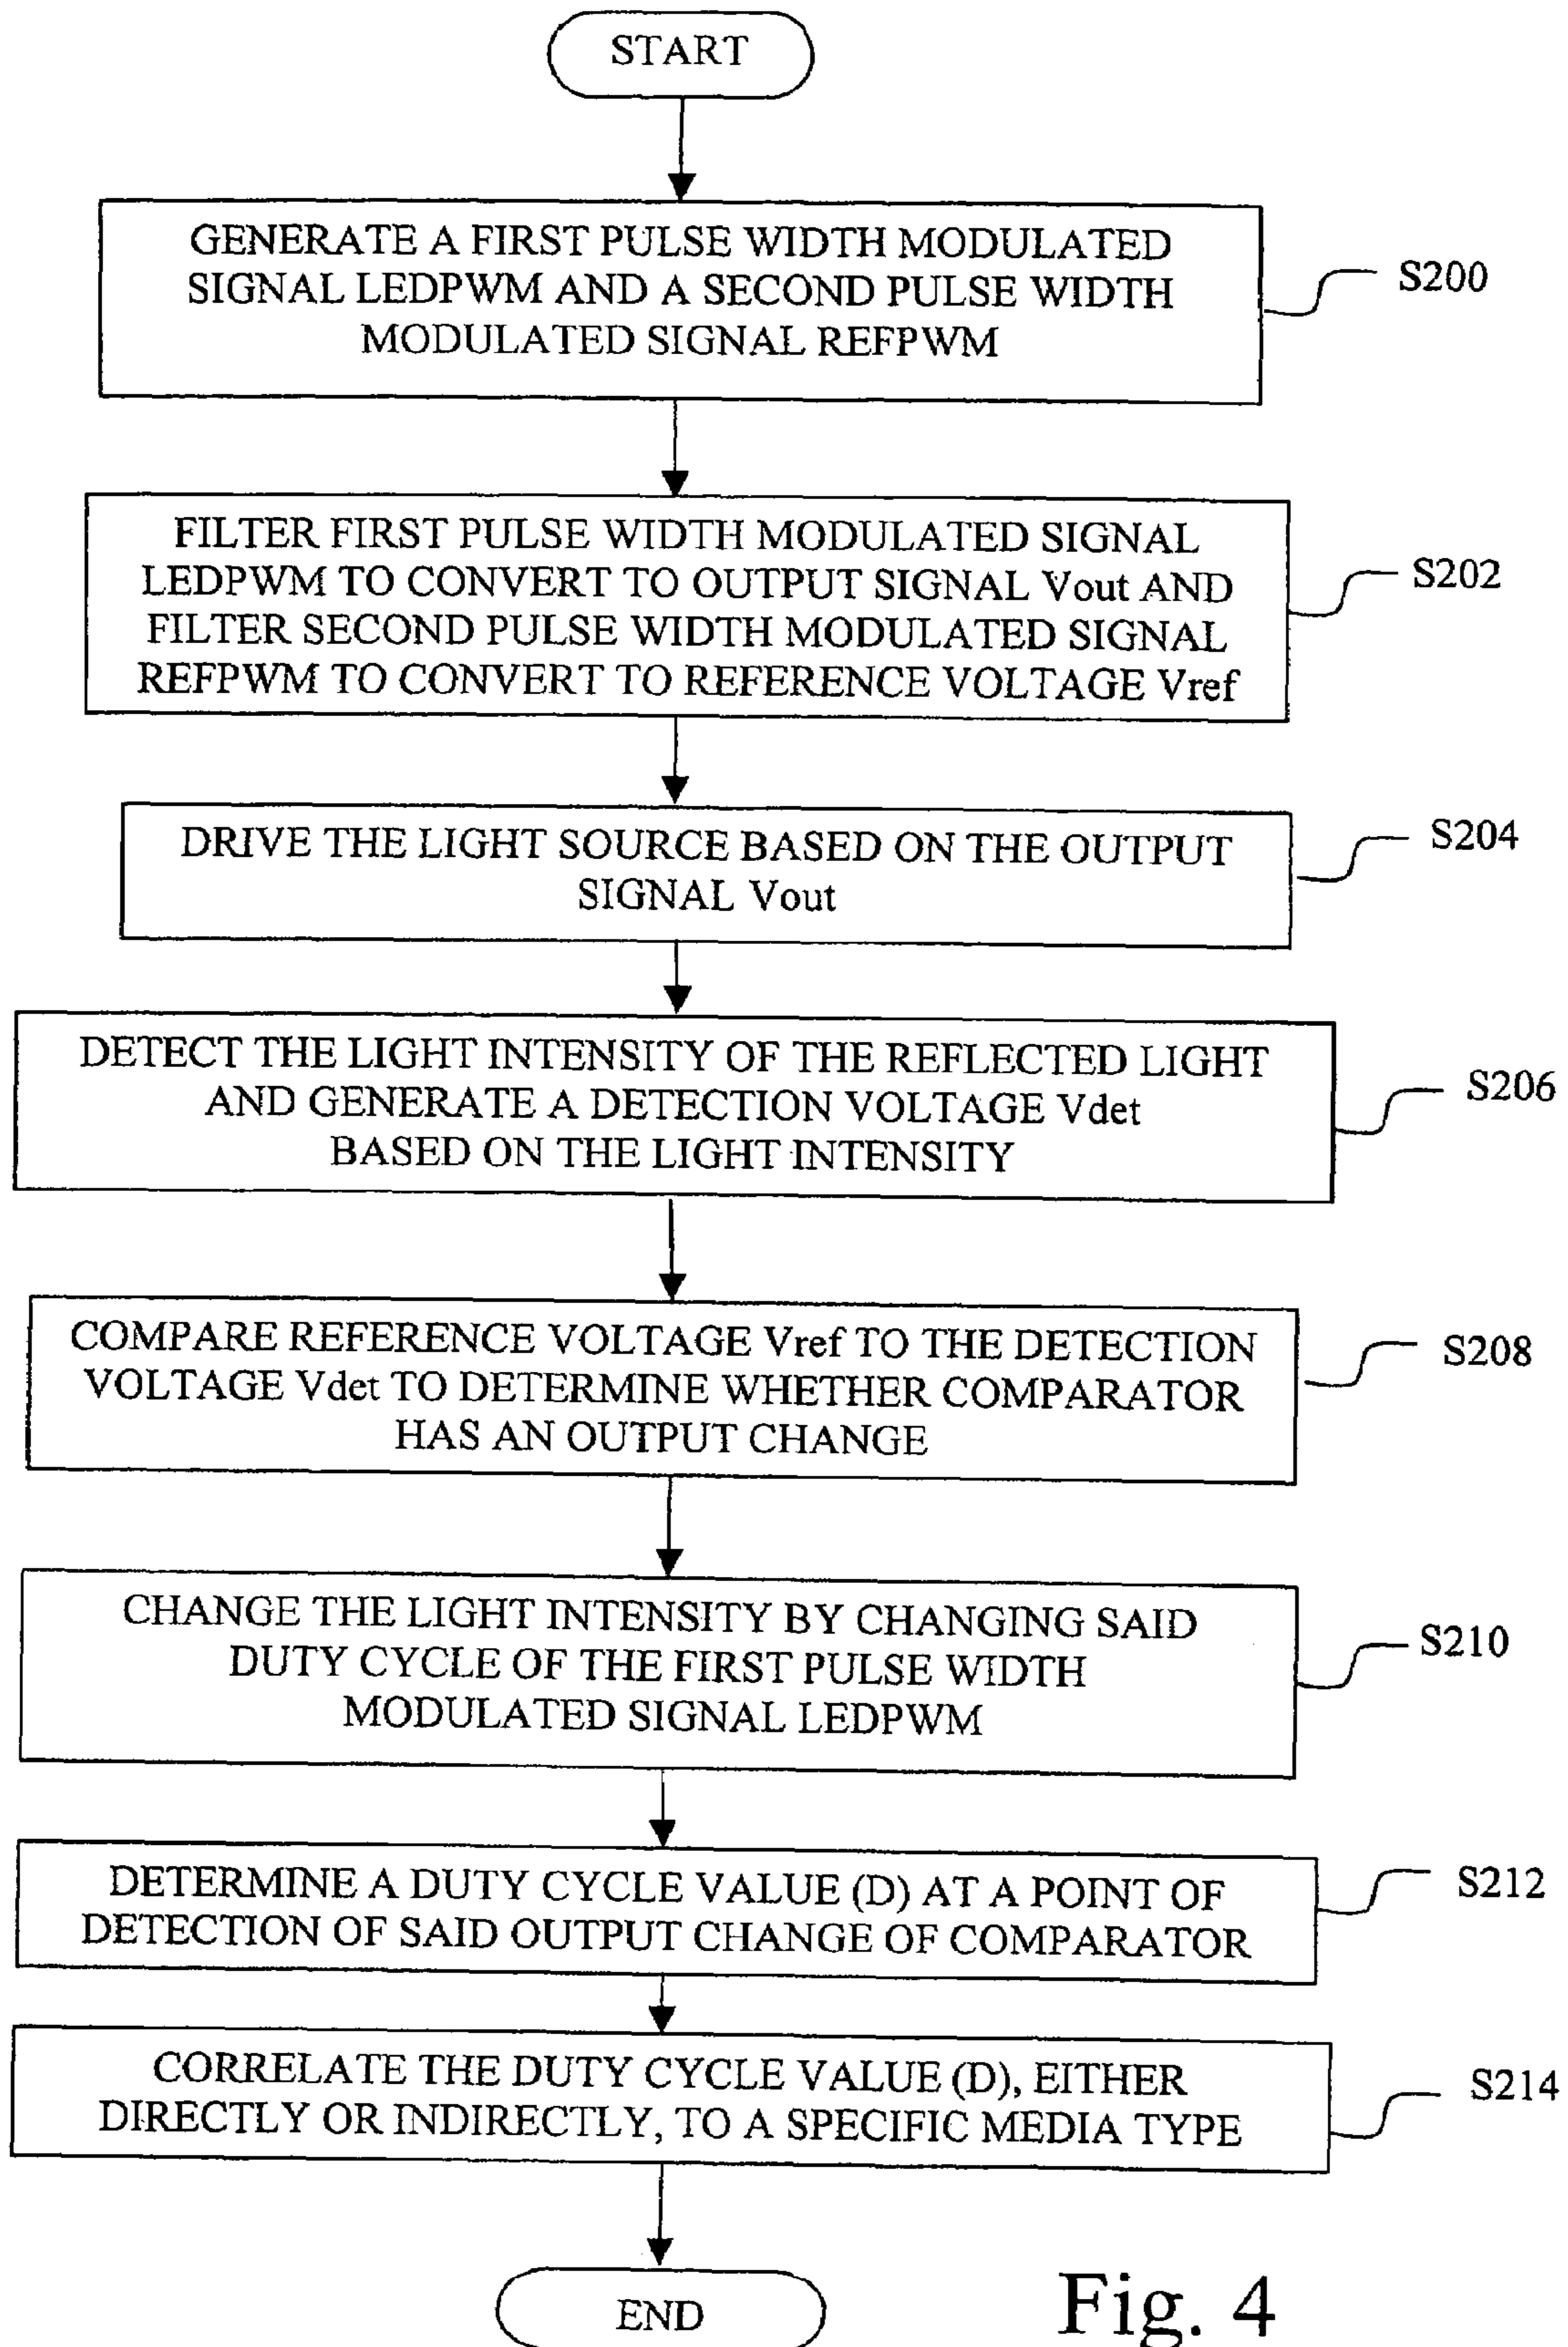 START
GENERATE A FIRST PULSE WIDTH MODULATED
SIGNAL LEDPWM AND A SECOND PULSE WIDTH
MODULATED SIGNAL REFPWM
S200
FILTER FIRST PULSE WIDTH MODULATED SIGNAL
LEDPWM TO CONVERT TO OUTPUT SIGNAL Vout AND
FILTER SECOND PULSE WIDTH MODULATED SIGNAL
REFPWM TO CONVERT TO REFERENCE VOLTAGE Vref
S202
DRIVE THE LIGHT SOURCE BASED ON THE OUTPUT
SIGNAL Vout
S204
DETECT THE LIGHT INTENSITY OF THE REFLECTED LIGHT
AND GENERATE A DETECTION VOLTAGE Vdet
BASED ON THE LIGHT INTENSITY
S206
COMPARE REFERENCE VOLTAGE Vref TO THE DETECTION
VOLTAGE Vdet TO DETERMINE WHETHER COMPARATOR
HAS AN OUTPUT CHANGE
S208
CHANGE THE LIGHT INTENSITY BY CHANGING SAID
DUTY CYCLE OF THE FIRST PULSE WIDTH
MODULATED SIGNAL LEDPWM
S210
DETERMINE A DUTY CYCLE VALUE (D) AT A POINT OF
DETECTION OF SAID OUTPUT CHANGE OF COMPARATOR
S212
CORRELATE THE DUTY CYCLE VALUE (D), EITHER
DIRECTLY OR INDIRECTLY, TO A SPECIFIC MEDIA TYPE
S214
END
Fig. 4